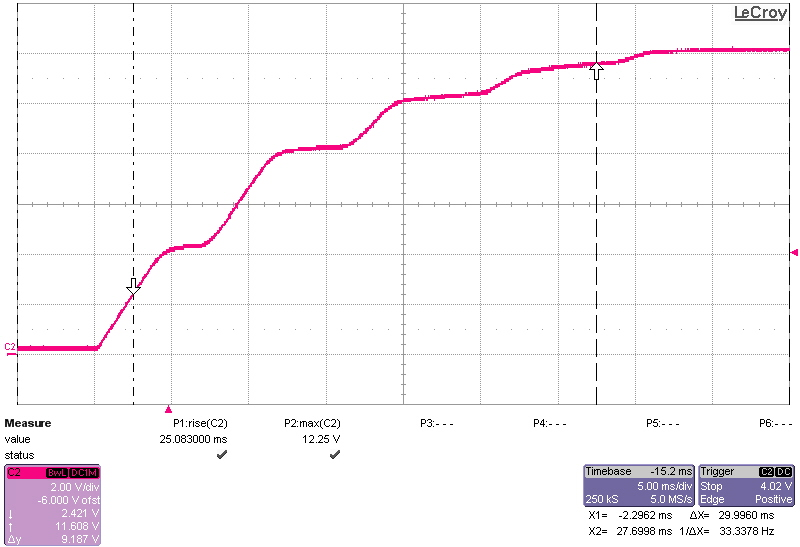 LeCroy
C2
Measure P1:rise(C2) P2:max(C2) P3:--- P4:--- P5:--- P6:---
value 25.083000 ms 12.25 V
status ✔ ✔
C2 BwL DC1M
2.00 V/div
-6.000 V ofst
↓ 2.421 V
↑ 11.608 V
Δy 9.187 V
Timebase -15.2 ms
5.00 ms/div
250 kS 5.0 MS/s
Trigger C2 DC
Stop 4.02 V
Edge Positive
X1= -2.2962 ms ΔX= 29.9960 ms
X2= 27.6998 ms 1/ΔX= 33.3378 Hz